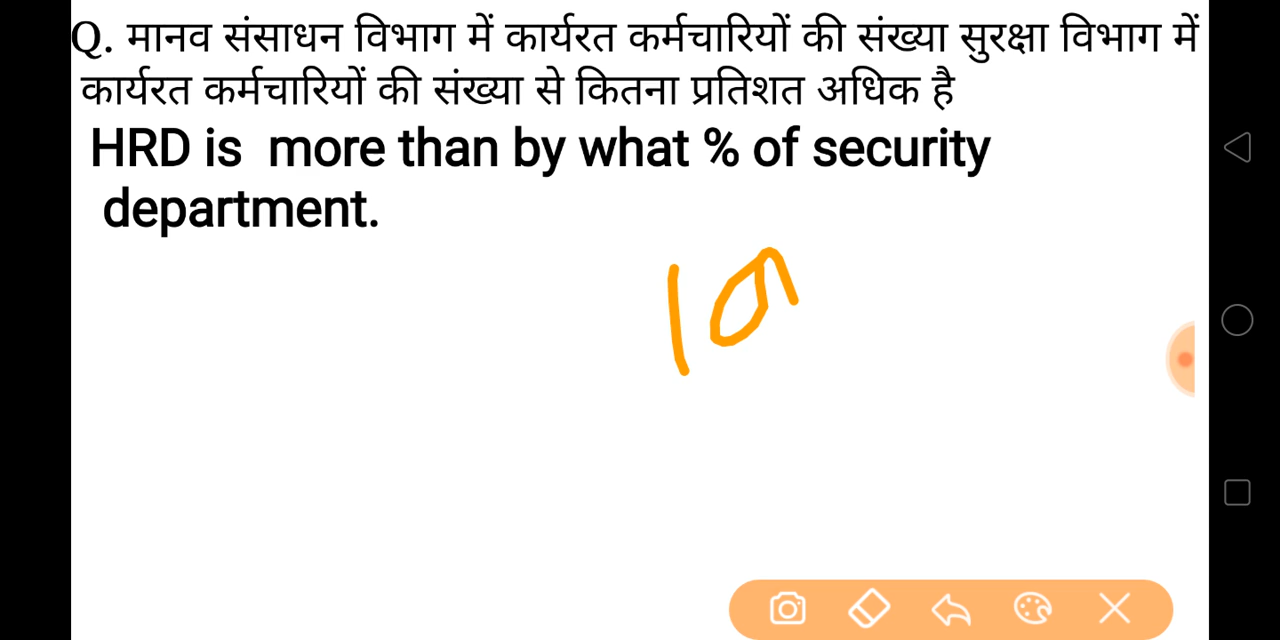 Q. मानव संसाधन विभाग में कार्यरत कर्मचारियों की संख्या सुरक्षा विभाग में
कार्यरत कर्मचारियों की संख्या से कितना प्रतिशत अधिक है
HRD is more than by what % of security
department.